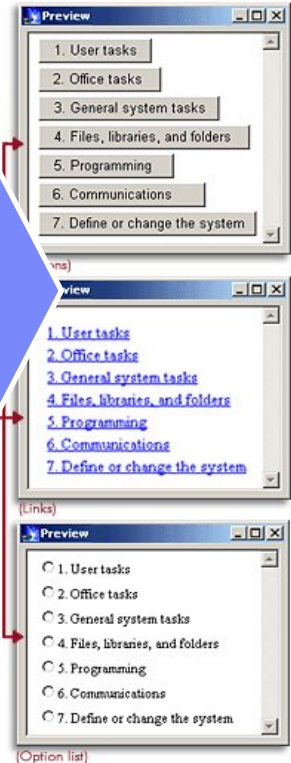 Preview
1. User tasks
2. Office tasks
3. General system tasks
4. Files, libraries, and folders
5. Programming
6. Communications
7. Define or change the system
1. User tasks
2. Office tasks
3. General system tasks
4. Files, libraries, and folders
5. Programming
6. Communications
7. Define or change the system
(Links)
Preview
1. User tasks
2. Office tasks
3. General system tasks
4. Files, libraries, and folders
5. Programming
6. Communications
7. Define or change the system
(Option list)